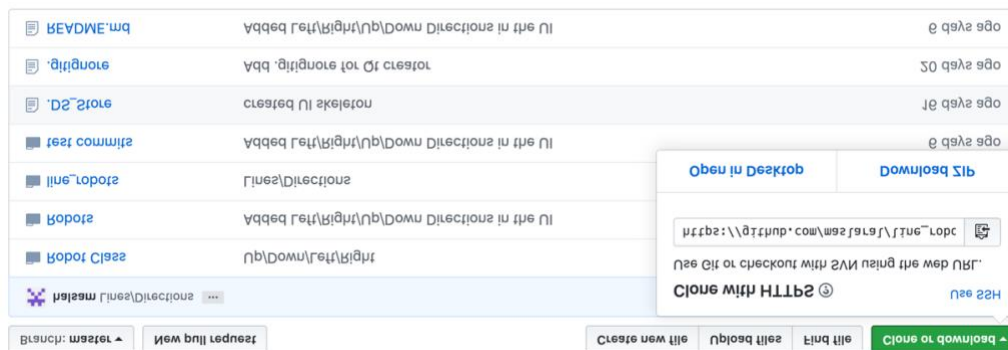 Branch: master
New pull request
Create new file
Upload files
Find file
Clone or download
halsam Lines/Directions
Clone with HTTPS
Use SSH
Use Git or checkout with SVN using the web URL.
https://github.com/maslaral/line_robo
Open in Desktop
Download ZIP
Robot Class Up/Down/Left/Right
Robots Added Left/Right/Up/Down Directions in the UI
line_robots Lines/Directions
test commits Added Left/Right/Up/Down Directions in the UI 6 days ago
.DS_Store created UI skeleton 16 days ago
.gitignore Add .gitignore for Qt creator 20 days ago
README.md Added Left/Right/Up/Down Directions in the UI 6 days ago